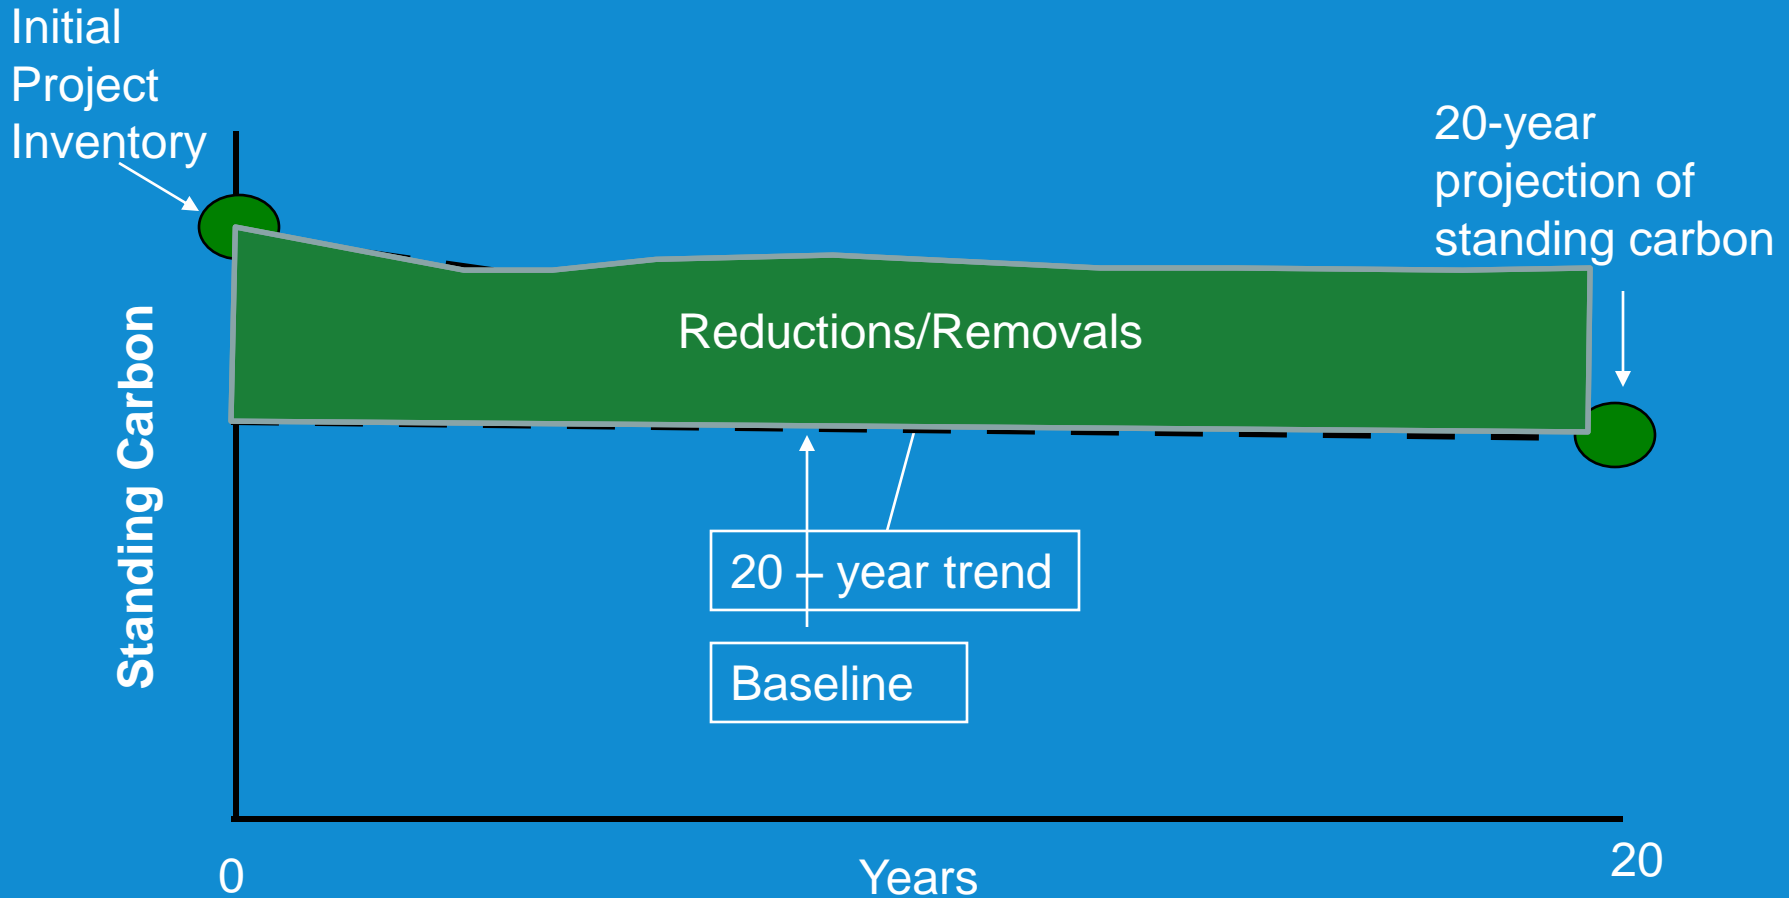 Initial
Project
Inventory
20-year
projection of
standing carbon
Standing Carbon
Reductions/Removals
20 – year trend
Baseline
0
Years
20